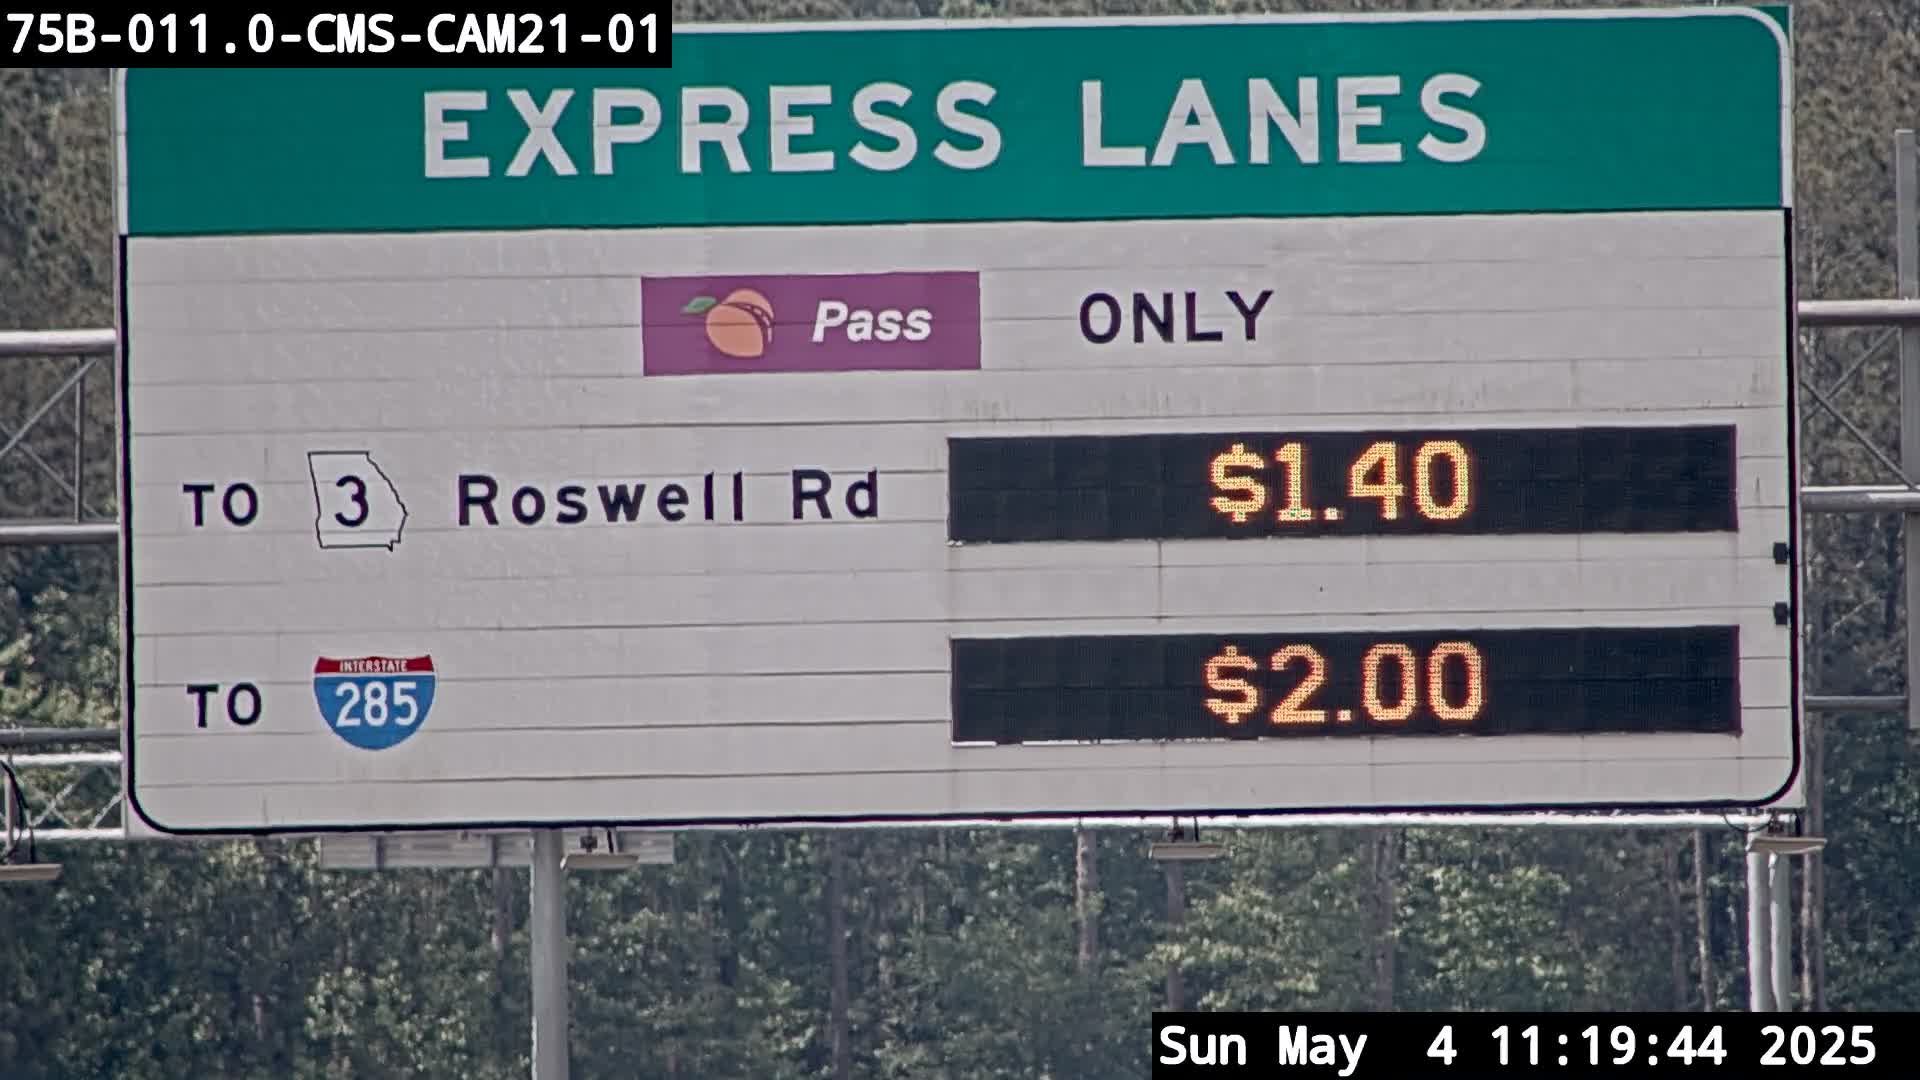 75B-011.0-CMS-CAM21-01
EXPRESS LANES
Pass ONLY
TO 3 Roswell Rd $1.40
INTERSTATE
TO 285 $2.00
Sun May 4 11:19:44 2025